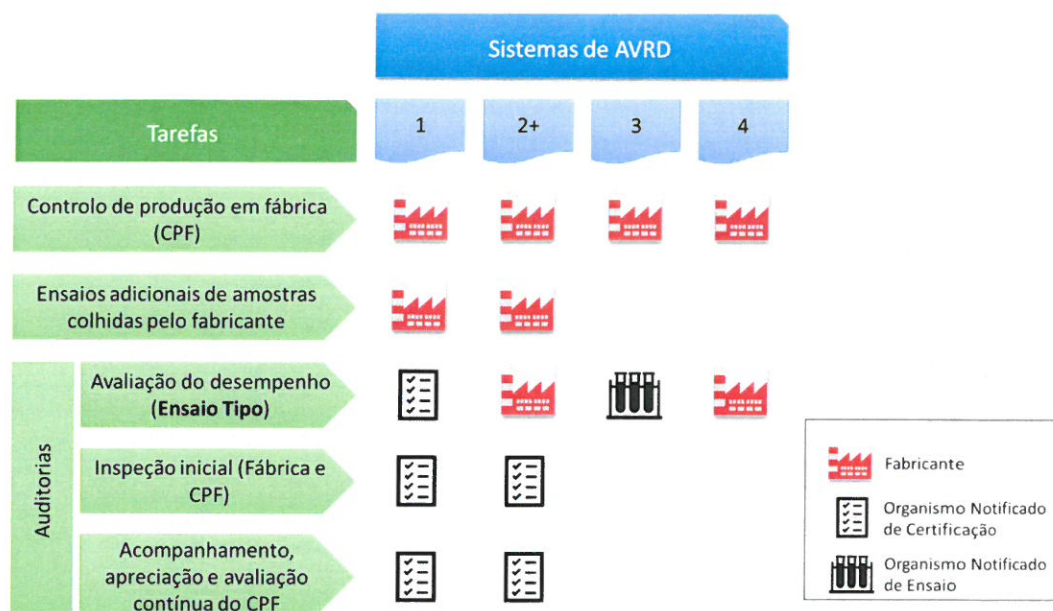 Sistemas de AVRD
Tarefas
1
2+
3
4
Controlo de produção em fábrica
(CPF)
Ensaios adicionais de amostras
colhidas pelo fabricante
Auditorias
Avaliação do desempenho
(Ensaio Tipo)
Inspeção inicial (Fábrica e
CPF)
Acompanhamento,
apreciação e avaliação
contínua do CPF
Fabricante
Organismo Notificado
de Certificação
Organismo Notificado
de Ensaio